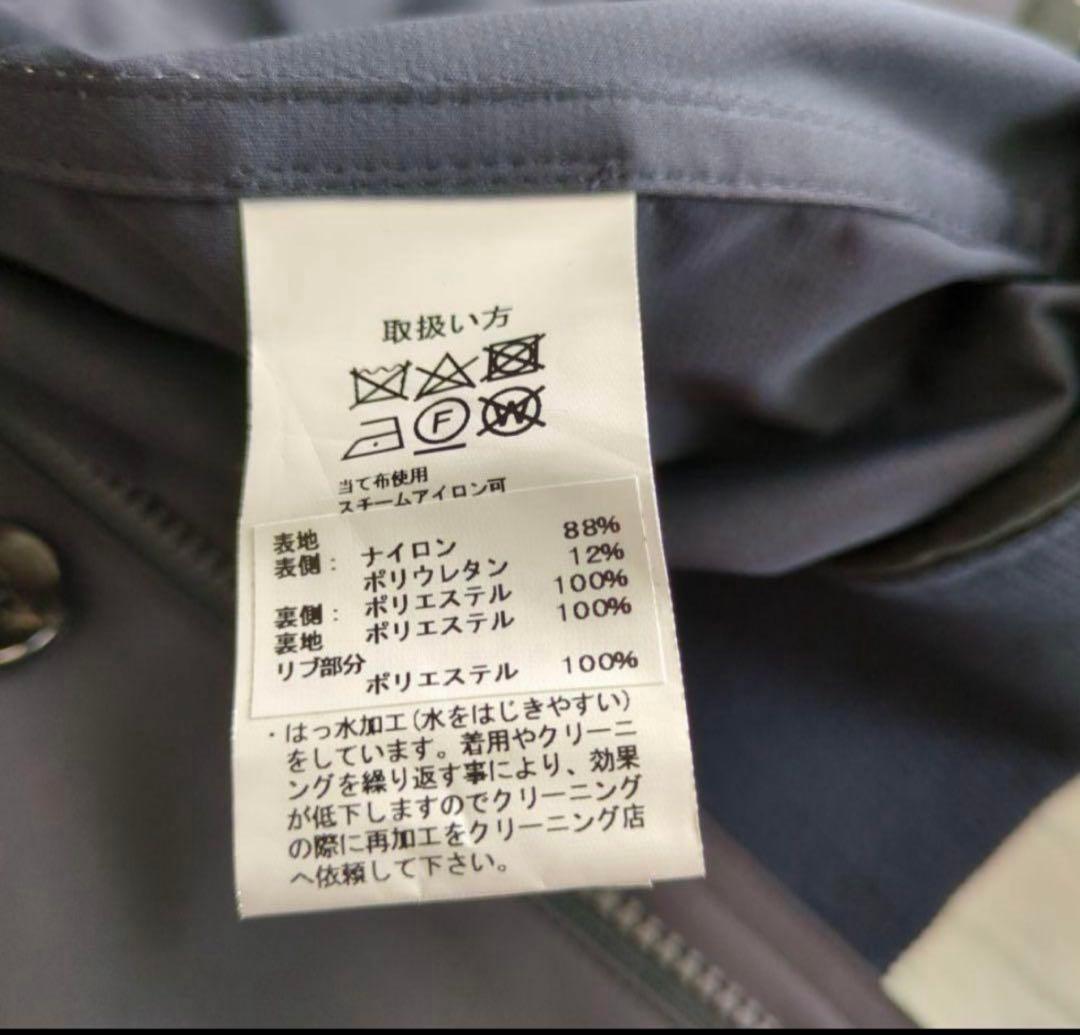 取扱い方
F W
当て布使用
スチームアイロン可
表地
表側： ナイロン 88%
ポリウレタン 12%
裏側： ポリエステル 100%
裏地 ポリエステル 100%
リブ部分
ポリエステル 100%
・はっ水加工(水をはじきやすい)
をしています。着用やクリーニ
ングを繰り返す事により、効果
が低下しますのでクリーニング
の際に再加工をクリーニング店
へ依頼して下さい。